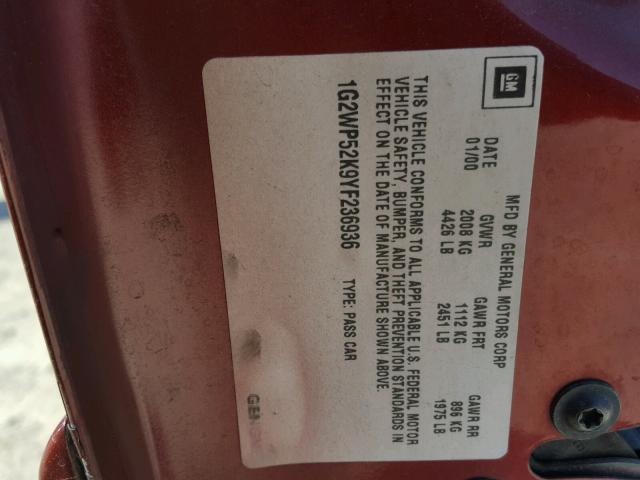 GM
MFD BY GENERAL MOTORS CORP
DATE GVWR GAWR FRT GAWR RR
01/00 2008 KG 1112 KG 896 KG
4426 LB 2451 LB 1975 LB
THIS VEHICLE CONFORMS TO ALL APPLICABLE U.S. FEDERAL MOTOR
VEHICLE SAFETY, BUMPER, AND THEFT PREVENTION STANDARDS IN
EFFECT ON THE DATE OF MANUFACTURE SHOWN ABOVE.
1G2WP52K9YF236936 TYPE: PASS CAR